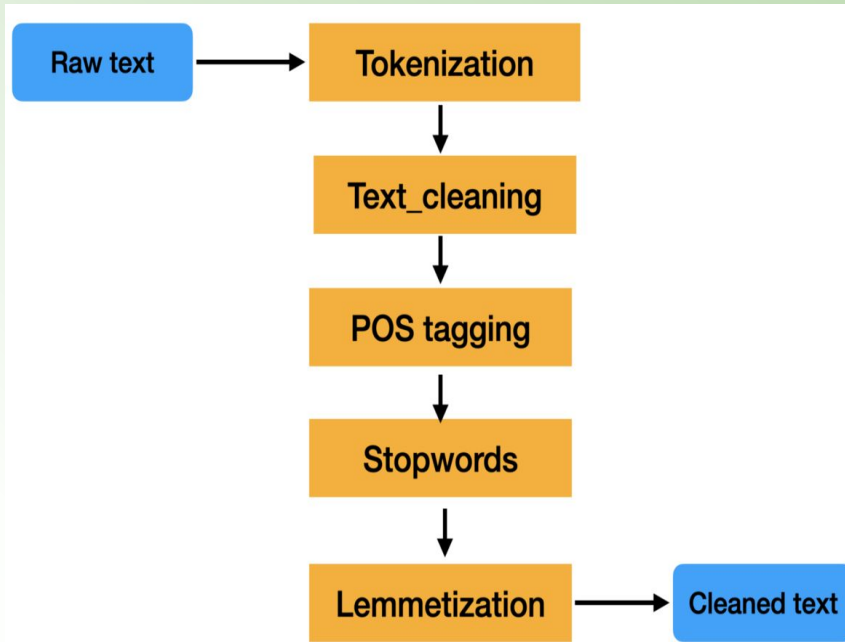 Raw text
Tokenization
Text_cleaning
POS tagging
Stopwords
Lemmetization
Cleaned text